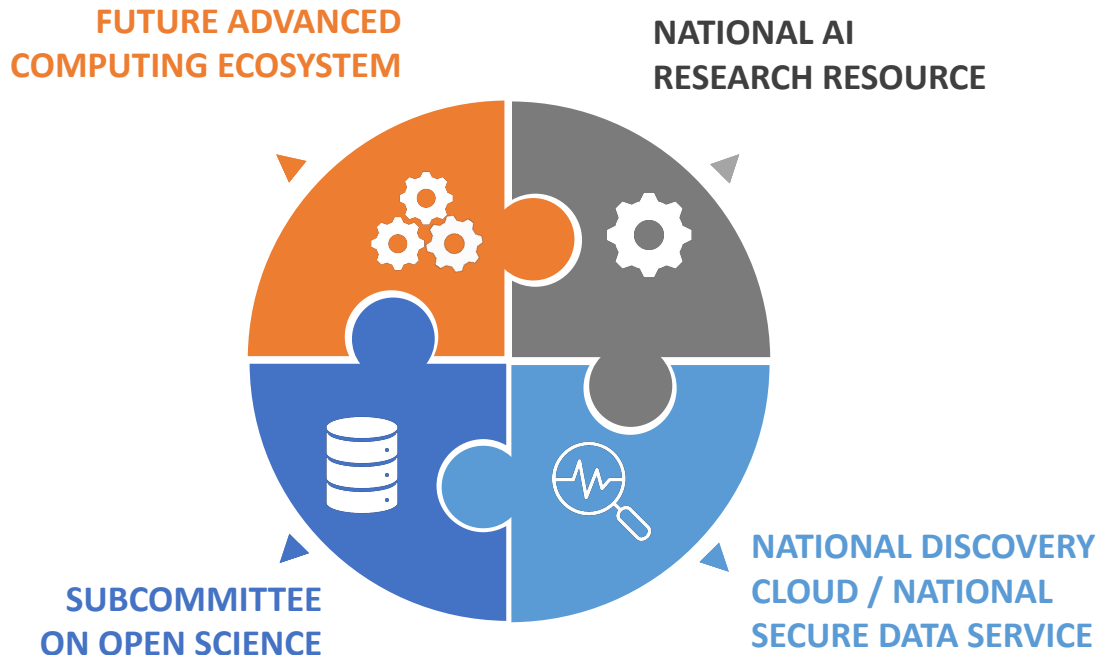 FUTURE ADVANCED
COMPUTING ECOSYSTEM
NATIONAL AI
RESEARCH RESOURCE
SUBCOMMITTEE
ON OPEN SCIENCE
NATIONAL DISCOVERY
CLOUD / NATIONAL
SECURE DATA SERVICE